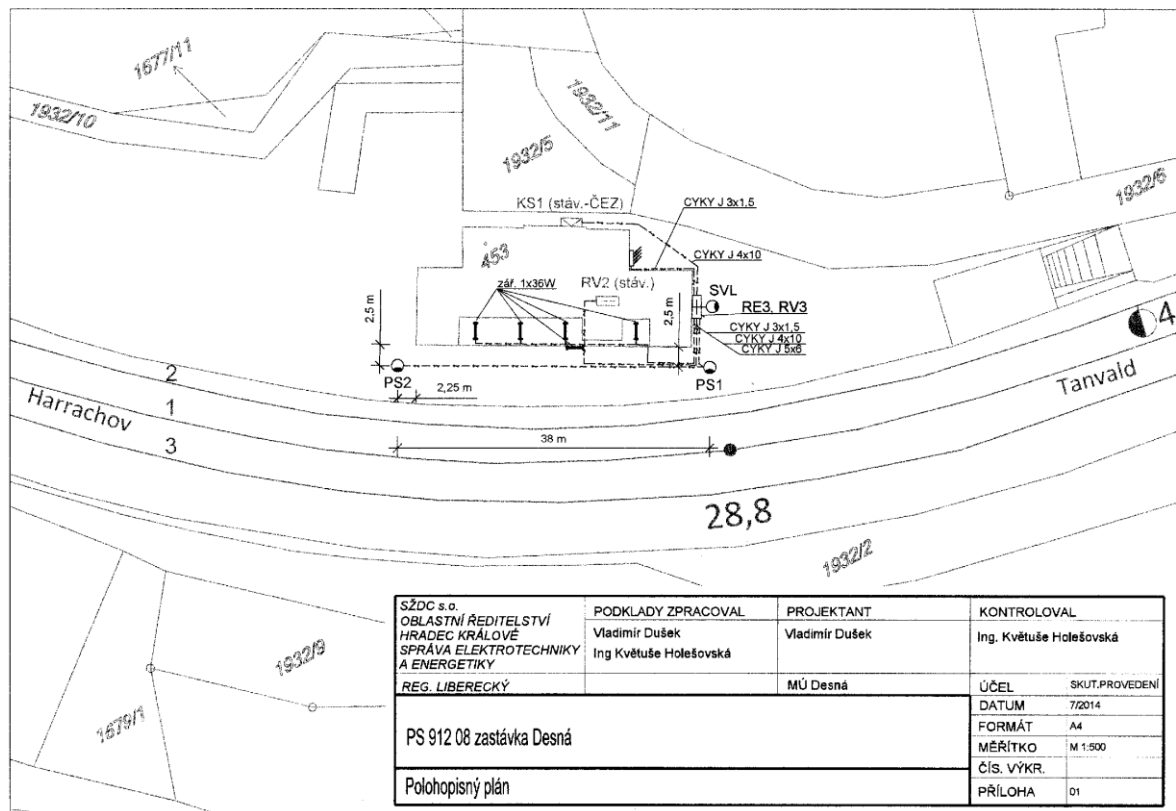 1677/11
1932/10
1932/11
1932/5
1932/6
KS1 (stáv.-ČEZ)
CYKY J 3x1,5
453
CYKY J 4x10
zář. 1x36W
RV2 (stáv.)
SVL
2,5 m
2,5 m
RE3, RV3
CYKY J 3x1,5
CYKY J 4x10
CYKY J 5x6
4
PS2
PS1
2
2,25 m
Tanvald
Harrachov
1
3
38 m
28,8
1932/2
1932/9
1679/1
SŽDC s.o.
OBLASTNÍ ŘEDITELSTVÍ
HRADEC KRÁLOVÉ
SPRÁVA ELEKTROTECHNIKY
A ENERGETIKY
REG. LIBERECKÝ
PODKLADY ZPRACOVAL
Vladimír Dušek
Ing Květuše Holešovská
PROJEKTANT
Vladimír Dušek
MÚ Desná
KONTROLOVAL
Ing. Květuše Holešovská
ÚČEL SKUT.PROVEDENÍ
DATUM 7/2014
FORMÁT A4
MĚŘÍTKO M 1:500
ČÍS. VÝKR.
PŘÍLOHA 01
PS 912 08 zastávka Desná
Polohopisný plán